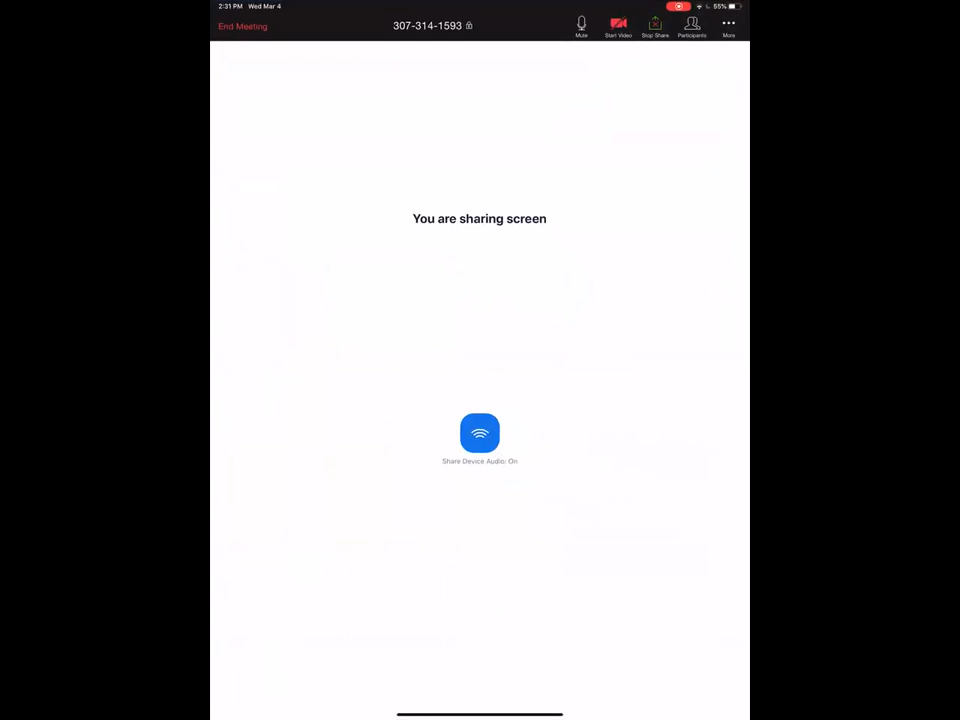 2:31 PM Wed Mar 4 55%
End Meeting 307-314-1593 Mute Start Video Stop Share Participants More
You are sharing screen
Share Device Audio: On